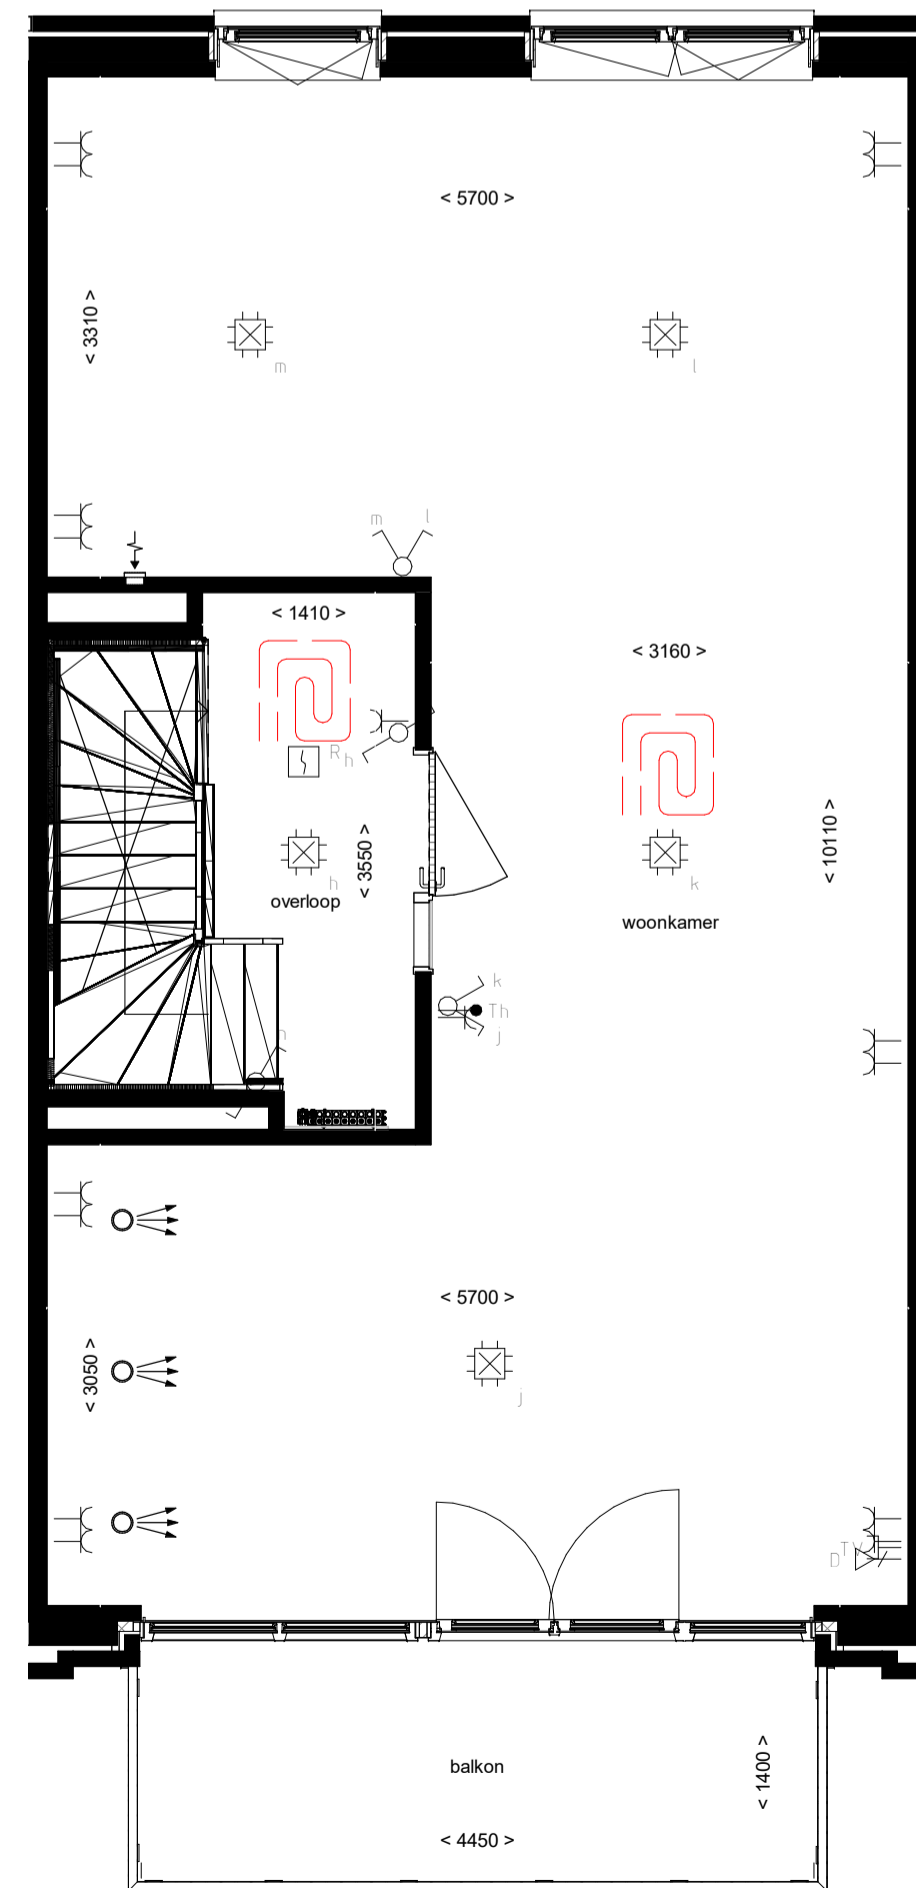 < 5700 >
< 3310 >
m
l
m
l
< 1410 >
< 3160 >
R
h
< 10110 >
< 3550 >
h
k
overloop
woonkamer
k
Th
j
h
< 5700 >
< 3050 >
j
TV
D
balkon
< 1400 >
< 4450 >